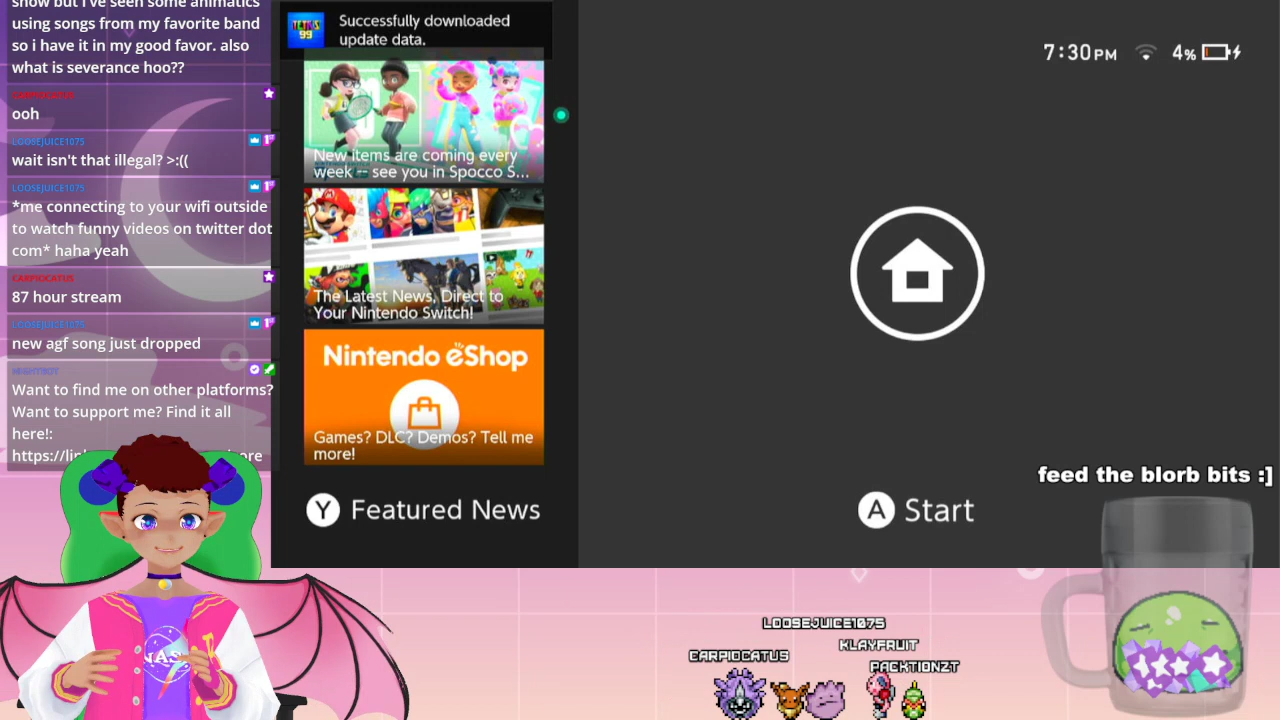 show but i've seen some animatics
using songs from my favorite band
so i have it in my good favor. also
what is severance hoo??
CARPIOCATUS
ooh
LOOSEJUICE1075
wait isn't that illegal? >:((
LOOSEJUICE1075
*me connecting to your wifi outside
to watch funny videos on twitter dot
com* haha yeah
CARPIOCATUS
87 hour stream
LOOSEJUICE1075
new agf song just dropped
NIGHTBOT
Want to find me on other platforms?
Want to support me? Find it all
here!:
TETRIS
99
Successfully downloaded
update data.
New items are coming every
week -- see you in Spocco S...
The Latest News, Direct to
Your Nintendo Switch!
Nintendo eShop
Games? DLC? Demos? Tell me
more!
Y Featured News
7:30PM 4%
A Start
feed the blorb bits :]
NASA
LOOSEJUICE1075
KLAYFRUIT
CARPIOCATUS
PACKTIONZT